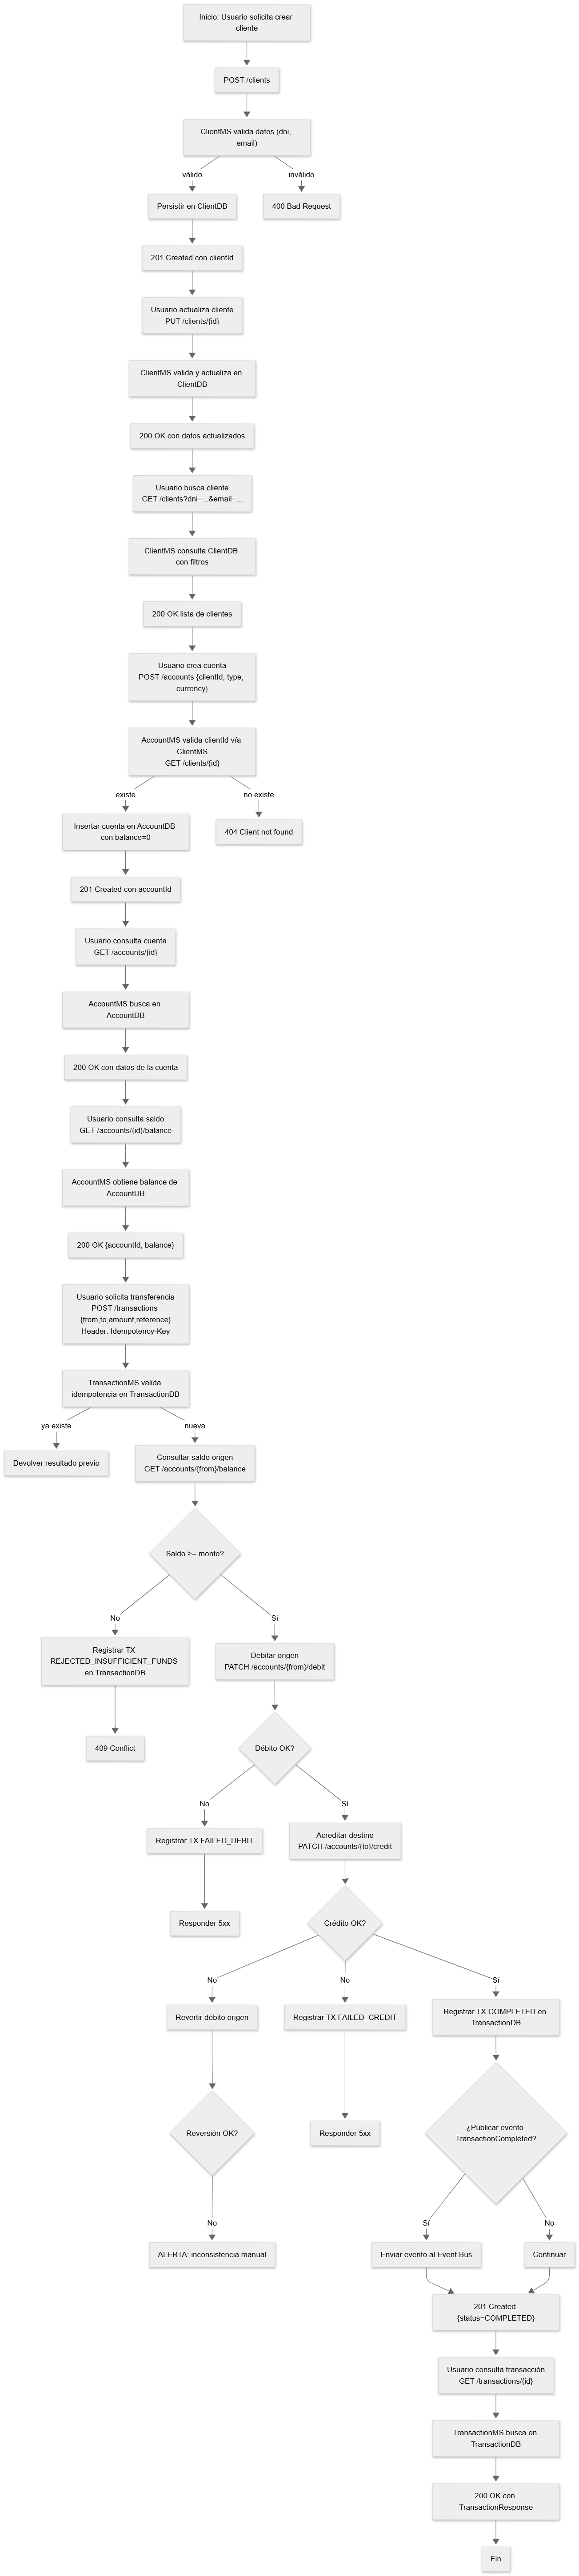 Inicio: Usuario solicita crear
cliente
POST /clients
ClientMS valida datos (dni,
email)
válido
inválido
Persistir en ClientDB
400 Bad Request
201 Created con clientId
Usuario actualiza cliente
PUT /clients/{id}
ClientMS valida y actualiza en
ClientDB
200 OK con datos actualizados
Usuario busca cliente
GET /clients?dni=...&email=...
ClientMS consulta ClientDB
con filtros
200 OK lista de clientes
Usuario crea cuenta
POST /accounts {clientId, type,
currency}
AccountMS valida clientId vía
ClientMS
GET /clients/{id}
existe
no existe
Insertar cuenta en AccountDB
con balance=0
404 Client not found
201 Created con accountId
Usuario consulta cuenta
GET /accounts/{id}
AccountMS busca en
AccountDB
200 OK con datos de la cuenta
Usuario consulta saldo
GET /accounts/{id}/balance
AccountMS obtiene balance de
AccountDB
200 OK {accountId, balance}
Usuario solicita transferencia
POST /transactions
{from,to,amount,reference}
Header: Idempotency-Key
TransactionMS valida
idempotencia en TransactionDB
ya existe
nueva
Devolver resultado previo
Consultar saldo origen
GET /accounts/{from}/balance
Saldo >= monto?
No
Sí
Registrar TX
REJECTED_INSUFFICIENT_FUNDS
en TransactionDB
Debitar origen
PATCH /accounts/{from}/debit
409 Conflict
Débito OK?
No
Sí
Registrar TX FAILED_DEBIT
Acreditar destino
PATCH /accounts/{to}/credit
Responder 5xx
Crédito OK?
No
No
Sí
Revertir débito origen
Registrar TX FAILED_CREDIT
Registrar TX COMPLETED en
TransactionDB
Reversión OK?
Responder 5xx
¿Publicar evento
TransactionCompleted?
No
Sí
No
ALERTA: inconsistencia manual
Enviar evento al Event Bus
Continuar
201 Created
{status=COMPLETED}
Usuario consulta transacción
GET /transactions/{id}
TransactionMS busca en
TransactionDB
200 OK con
TransactionResponse
Fin